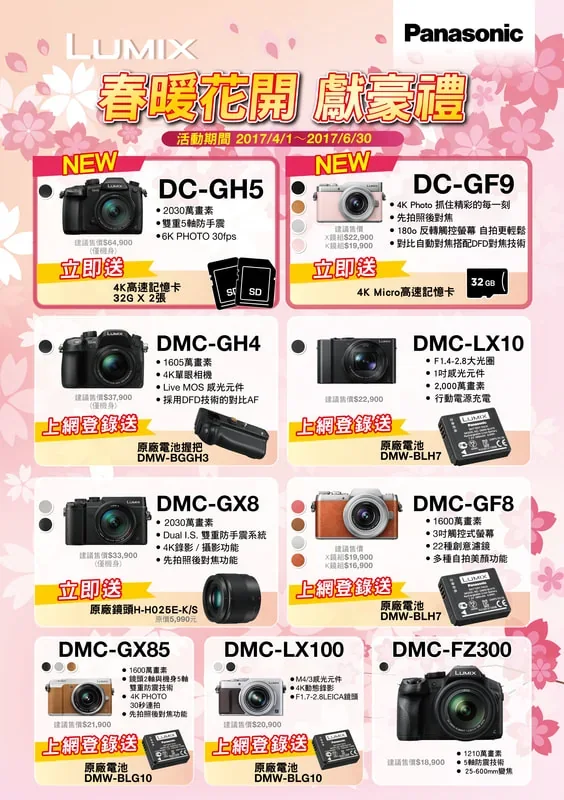 LUMIX
Panasonic
春暖花開 獻豪禮
活動期間 2017/4/1～2017/6/30
NEW
DC-GH5
• 2030萬畫素
• 雙重5軸防手震
• 6K PHOTO 30fps
建議售價$64,900
(僅機身)
立即送
4K高速記憶卡
32G X 2張
SD
SD
NEW
DC-GF9
• 4K Photo 抓住精彩的每一刻
• 先拍照後對焦
• 180o 反轉觸控螢幕 自拍更輕鬆
• 對比自動對焦搭配DFD對焦技術
建議售價
X鏡組$22,900
K鏡組$19,900
立即送
4K Micro高速記憶卡
32GB
DMC-GH4
• 1605萬畫素
• 4K單眼相機
• Live MOS 感光元件
• 採用DFD技術的對比AF
建議售價$37,900
(僅機身)
上網登錄送
原廠電池握把
DMW-BGGH3
DMC-LX10
• F1.4-2.8大光圈
• 1吋感光元件
• 2,000萬畫素
• 行動電源充電
建議售價$22,900
上網登錄送
原廠電池
DMW-BLH7
LUMIX
DMC-GX8
• 2030萬畫素
• Dual I.S. 雙重防手震系統
• 4K錄影 / 攝影功能
• 先拍照後對焦功能
建議售價$33,900
(僅機身)
立即送
原廠鏡頭H-H025E-K/S
原價5,990元
DMC-GF8
• 1600萬畫素
• 3吋觸控式螢幕
• 22種創意濾鏡
• 多種自拍美顏功能
建議售價
X鏡組$19,900
K鏡組$16,900
上網登錄送
原廠電池
DMW-BLH7
LUMIX
DMC-GX85
• 1600萬畫素
• 鏡頭2軸與機身5軸
雙重防震技術
• 4K PHOTO
30秒連拍
• 先拍照後對焦功能
建議售價$21,900
上網登錄送
原廠電池
DMW-BLG10
DMC-LX100
• M4/3感光元件
• 4K動態錄影
• F1.7-2.8LEICA鏡頭
建議售價$20,900
上網登錄送
原廠電池
DMW-BLG10
DMC-FZ300
LUMIX
建議售價$18,900
• 1210萬畫素
• 5軸防震技術
• 25-600mm變焦